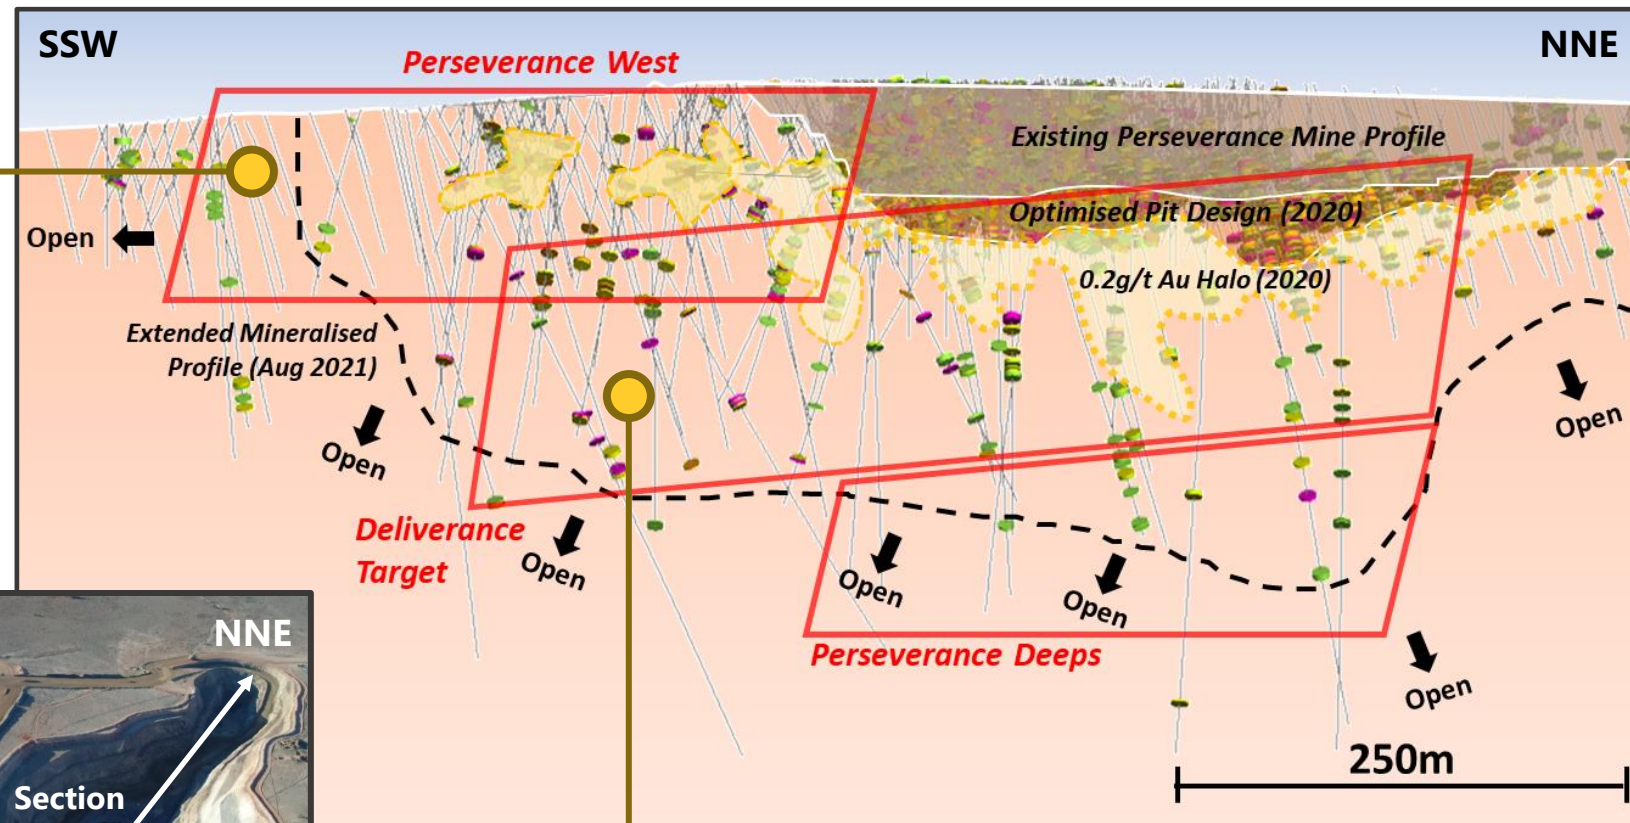 SSW
NNE
Perseverance West
Existing Perseverance Mine Profile
Optimised Pit Design (2020)
Open
0.2g/t Au Halo (2020)
Extended Mineralised
Profile (Aug 2021)
Open
Open
Deliverance
Target
Open
Open
Open
Perseverance Deeps
Open
NNE
250m
Section